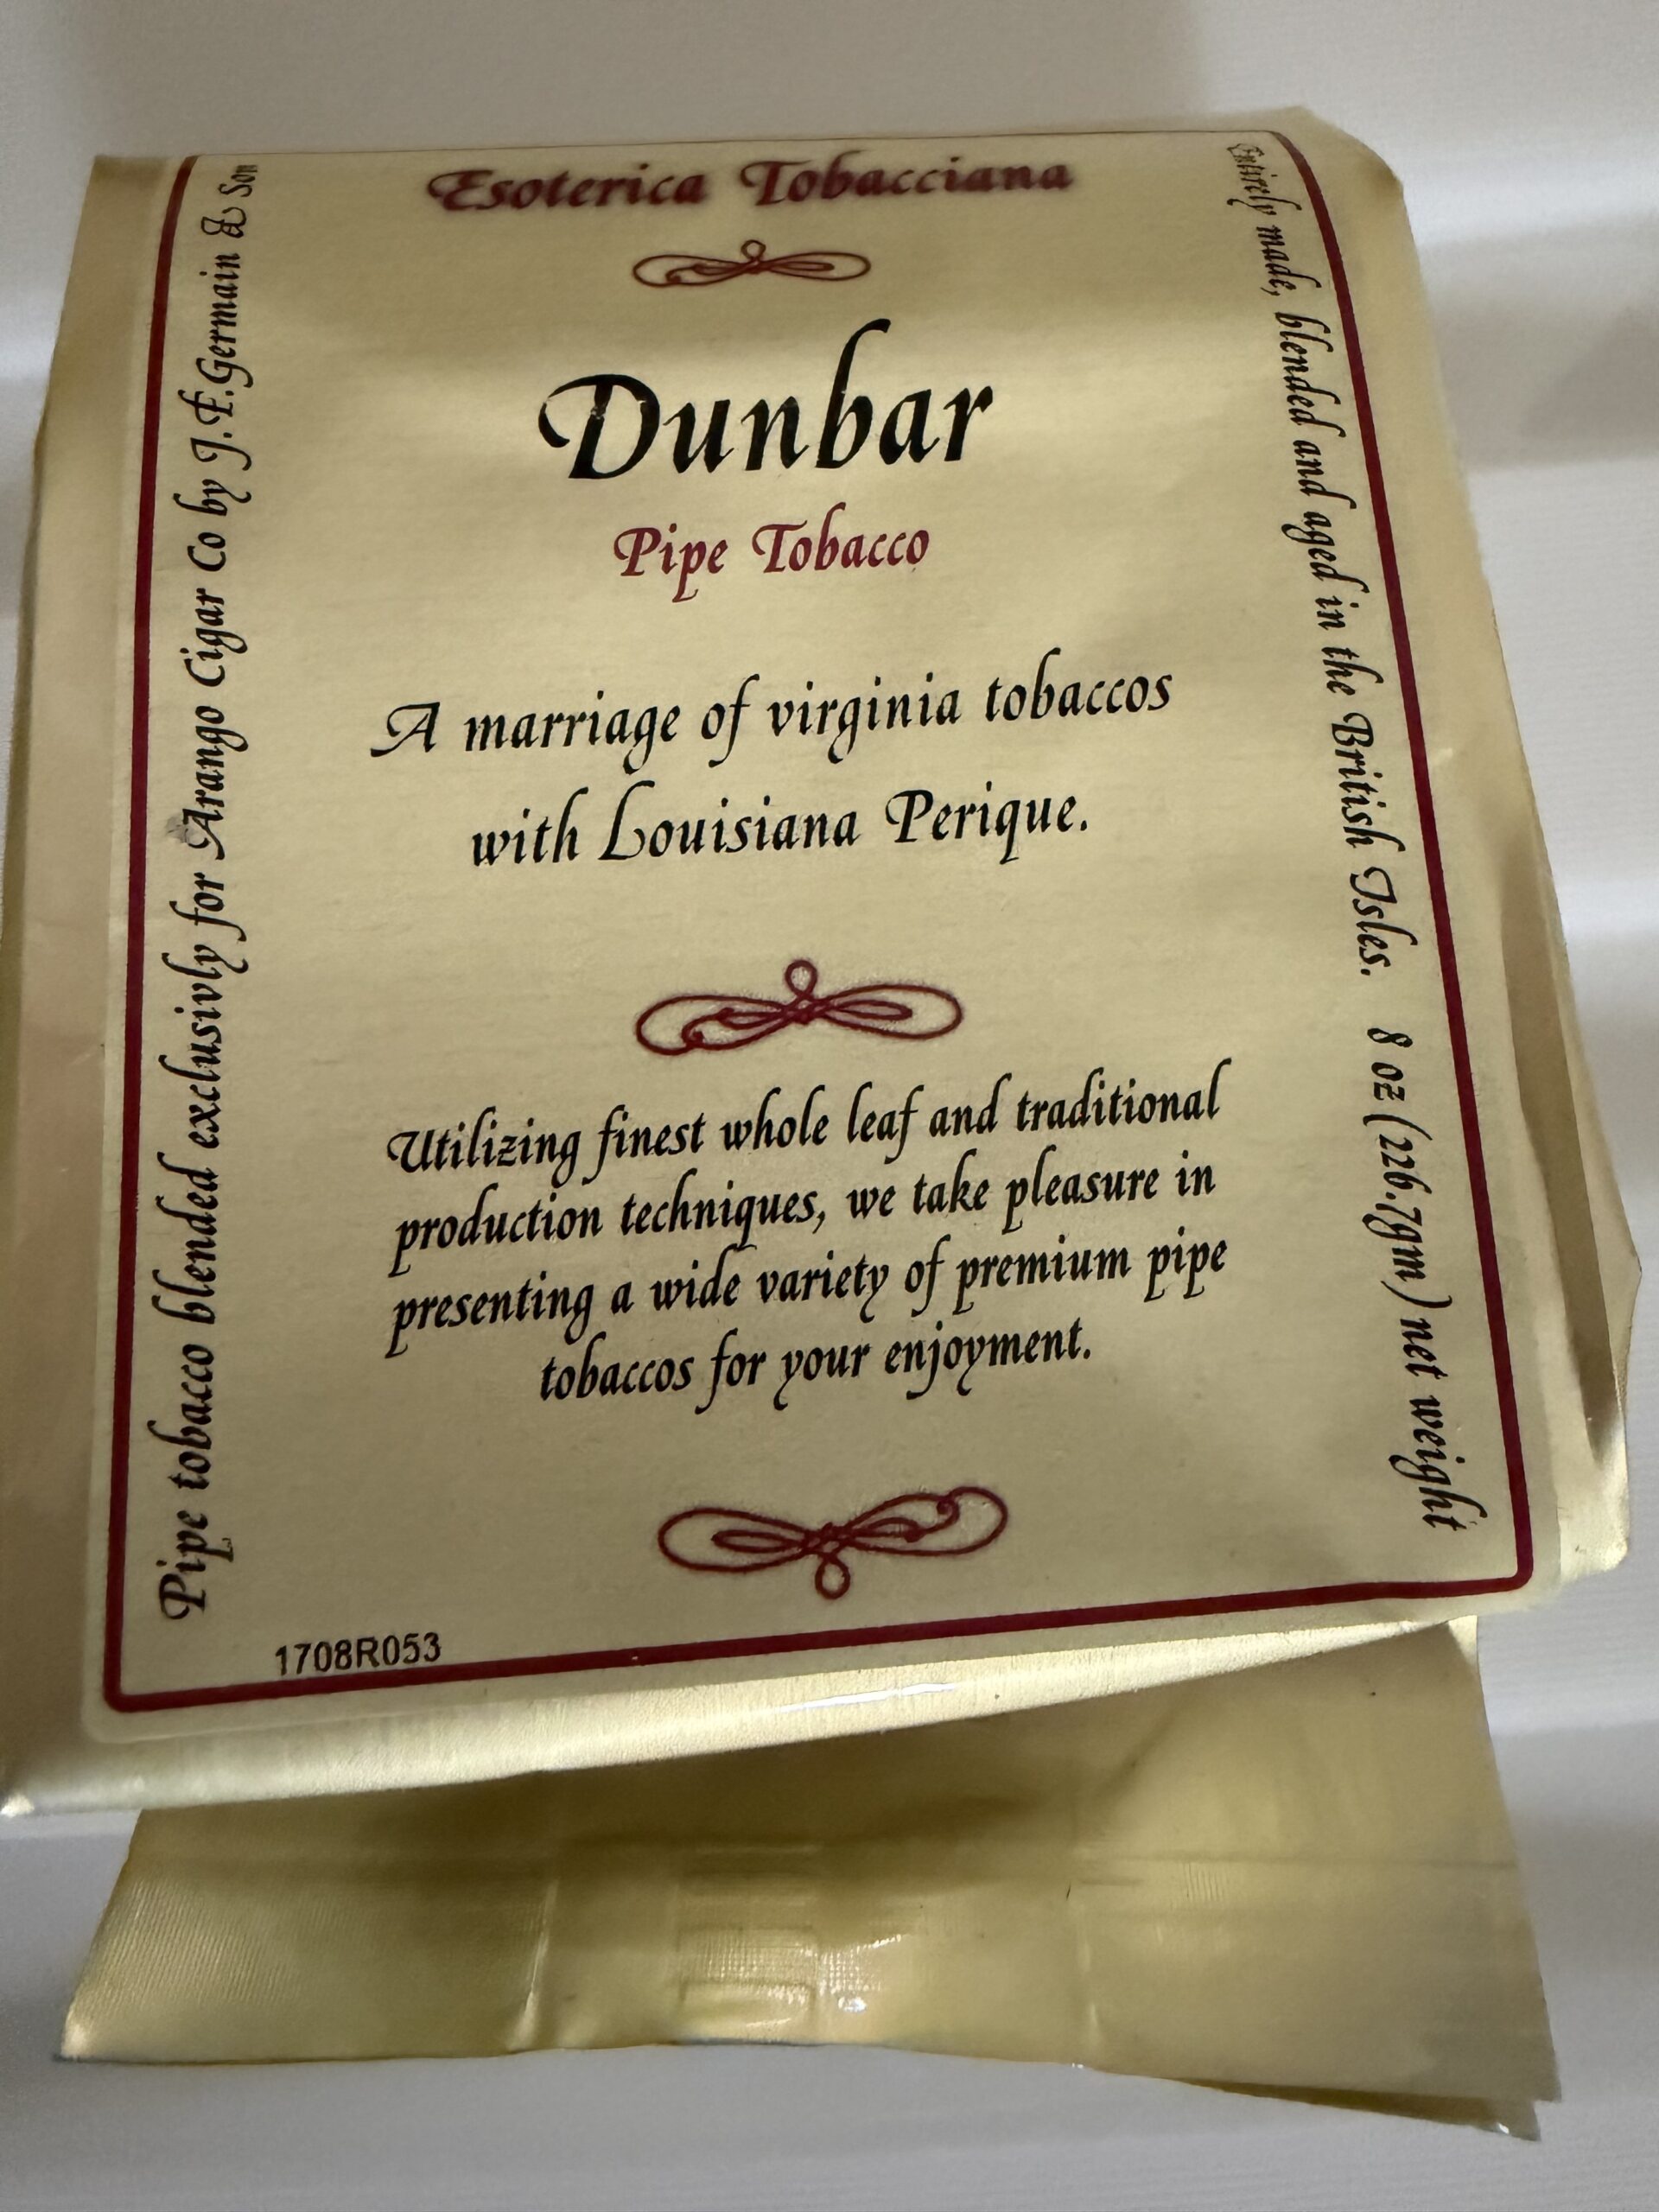 Esoterica Tobacciana
Dunbar
Pipe Tobacco
A marriage of virginia tobaccos
with Louisiana Perique.
Utilizing finest whole leaf and traditional
production techniques, we take pleasure in
presenting a wide variety of premium pipe
tobaccos for your enjoyment.
Pipe tobacco blended exclusivly for Arango Cigar Co by J.F.Germain & Son
Entirely made, blended and aged in the British Isles. 8 oz (226.7gm) net weight
1708R053